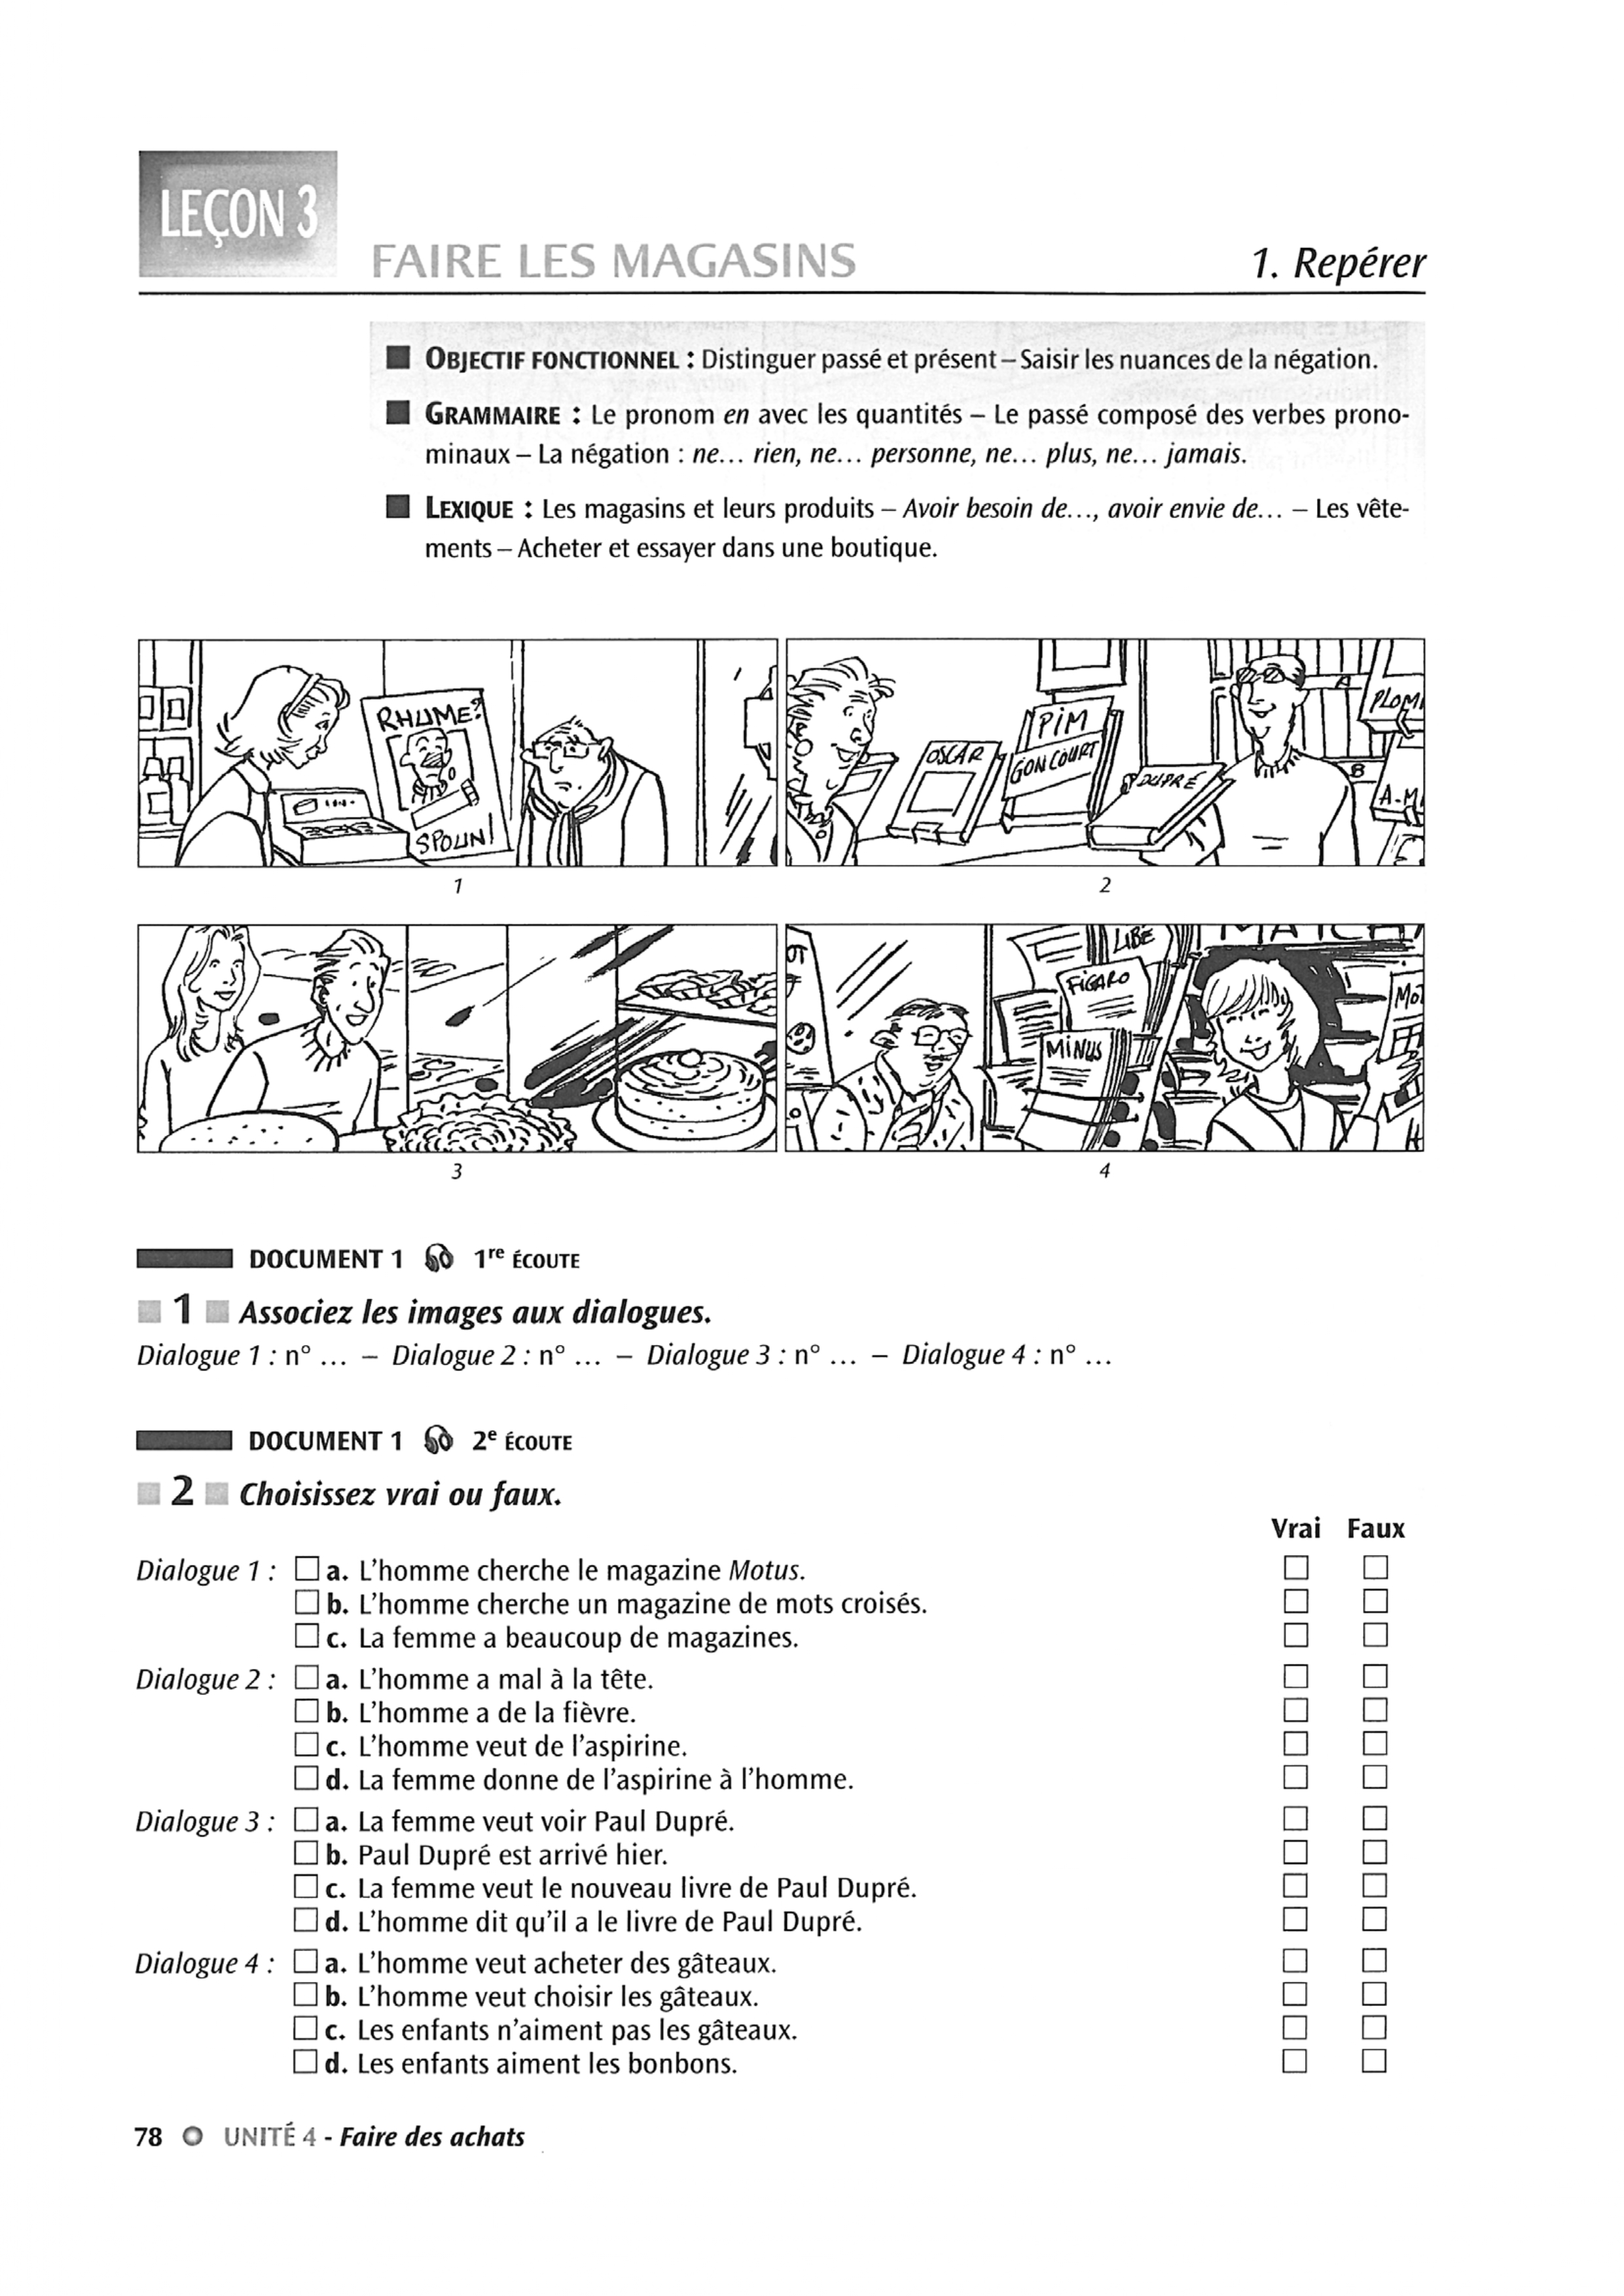 LEÇON 3
FAIRE LES MAGASINS
1. Repérer
■ OBJECTIF FONCTIONNEL : Distinguer passé et présent – Saisir les nuances de la négation.
■ GRAMMAIRE : Le pronom en avec les quantités – Le passé composé des verbes prono-
minaux – La négation : ne... rien, ne... personne, ne... plus, ne... jamais.
■ LEXIQUE : Les magasins et leurs produits – Avoir besoin de..., avoir envie de... – Les vête-
ments – Acheter et essayer dans une boutique.
RHUME?
SPOUN!
1
OSCAR
PIM
GONCOURT
DUPRÉ
A
B
A-M
2
3
LIBÉ
FIGARO
MINUS
MATCH
4
DOCUMENT 1 1re ÉCOUTE
1 Associez les images aux dialogues.
Dialogue 1 : n° ... – Dialogue 2 : n° ... – Dialogue 3 : n° ... – Dialogue 4 : n° ...
DOCUMENT 1 2e ÉCOUTE
2 Choisissez vrai ou faux.
Vrai Faux
Dialogue 1 : □ a. L'homme cherche le magazine Motus. □ □
□ b. L'homme cherche un magazine de mots croisés. □ □
□ c. La femme a beaucoup de magazines. □ □
Dialogue 2 : □ a. L'homme a mal à la tête. □ □
□ b. L'homme a de la fièvre. □ □
□ c. L'homme veut de l'aspirine. □ □
□ d. La femme donne de l'aspirine à l'homme. □ □
Dialogue 3 : □ a. La femme veut voir Paul Dupré. □ □
□ b. Paul Dupré est arrivé hier. □ □
□ c. La femme veut le nouveau livre de Paul Dupré. □ □
□ d. L'homme dit qu'il a le livre de Paul Dupré. □ □
Dialogue 4 : □ a. L'homme veut acheter des gâteaux. □ □
□ b. L'homme veut choisir les gâteaux. □ □
□ c. Les enfants n'aiment pas les gâteaux. □ □
□ d. Les enfants aiment les bonbons. □ □
78 UNITÉ 4 - Faire des achats